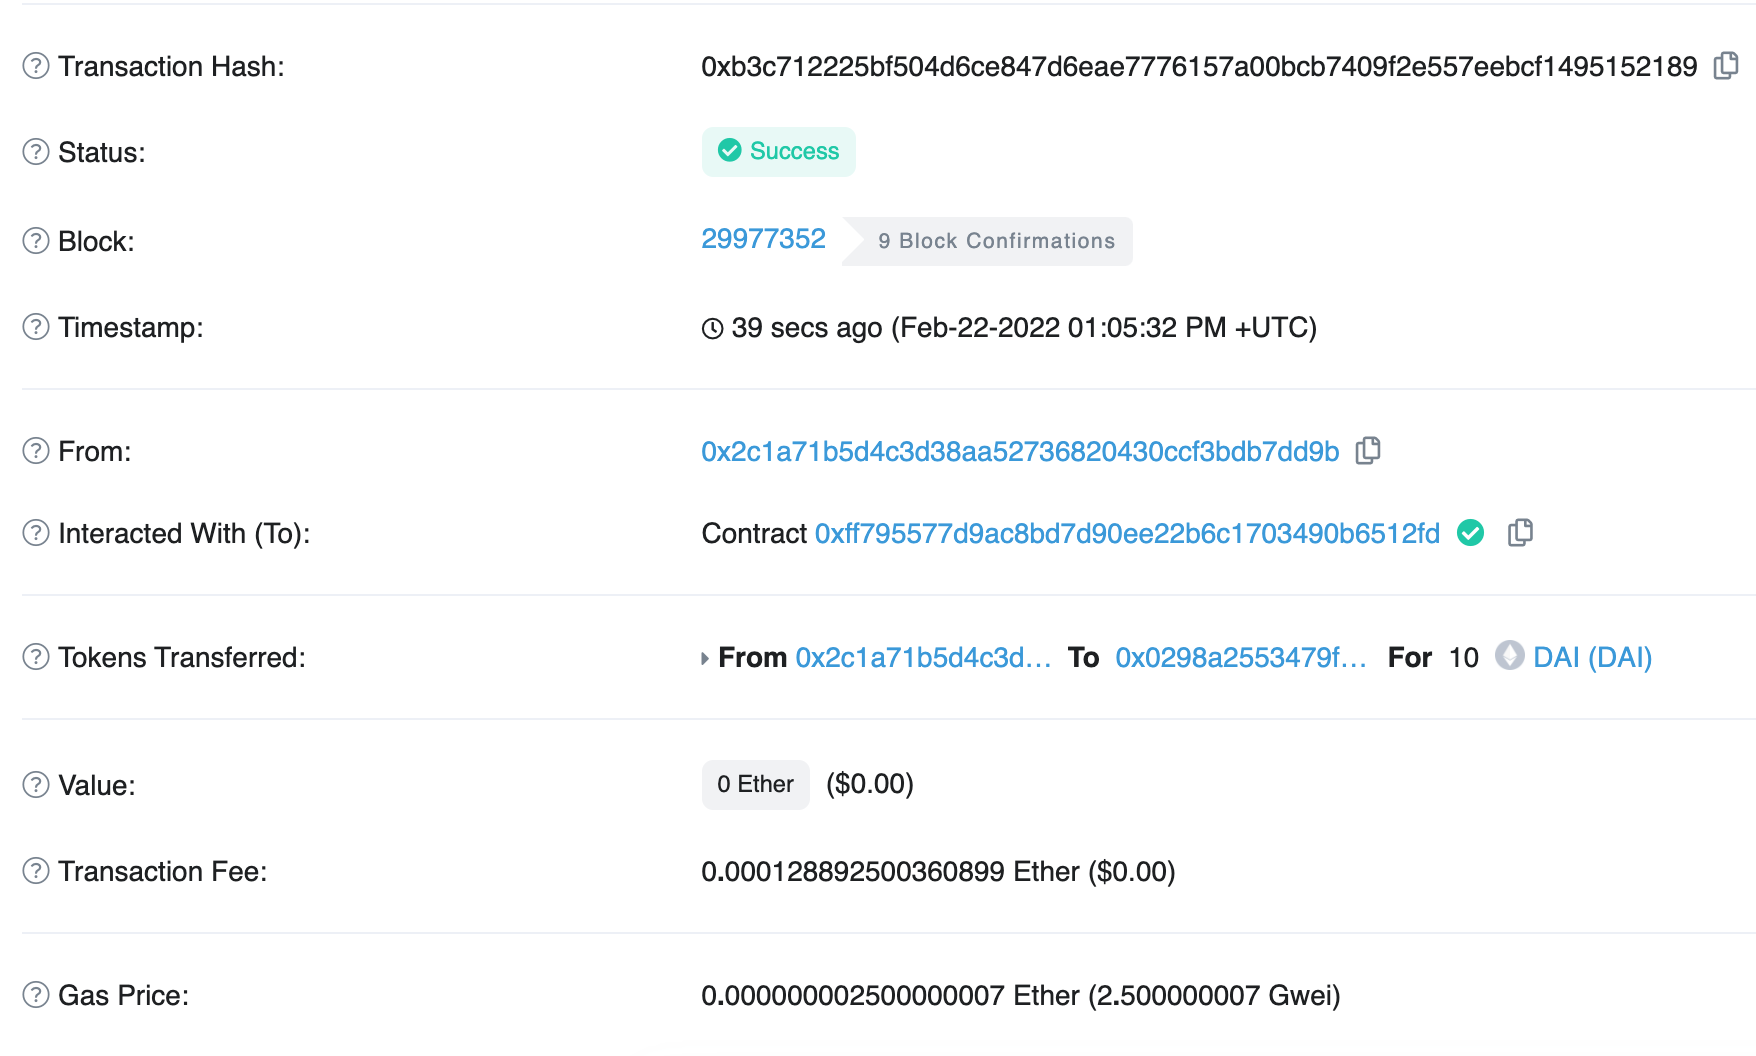 Transaction Hash: 0xb3c712225bf504d6ce847d6eae7776157a00bcb7409f2e557eebcf1495152189
Status: Success
Block: 29977352 9 Block Confirmations
Timestamp: 39 secs ago (Feb-22-2022 01:05:32 PM +UTC)
From: 0x2c1a71b5d4c3d38aa52736820430ccf3bdb7dd9b
Interacted With (To): Contract 0xff795577d9ac8bd7d90ee22b6c1703490b6512fd
Tokens Transferred: From 0x2c1a71b5d4c3d... To 0x0298a2553479f... For 10 DAI (DAI)
Value: 0 Ether ($0.00)
Transaction Fee: 0.000128892500360899 Ether ($0.00)
Gas Price: 0.000000002500000007 Ether (2.500000007 Gwei)